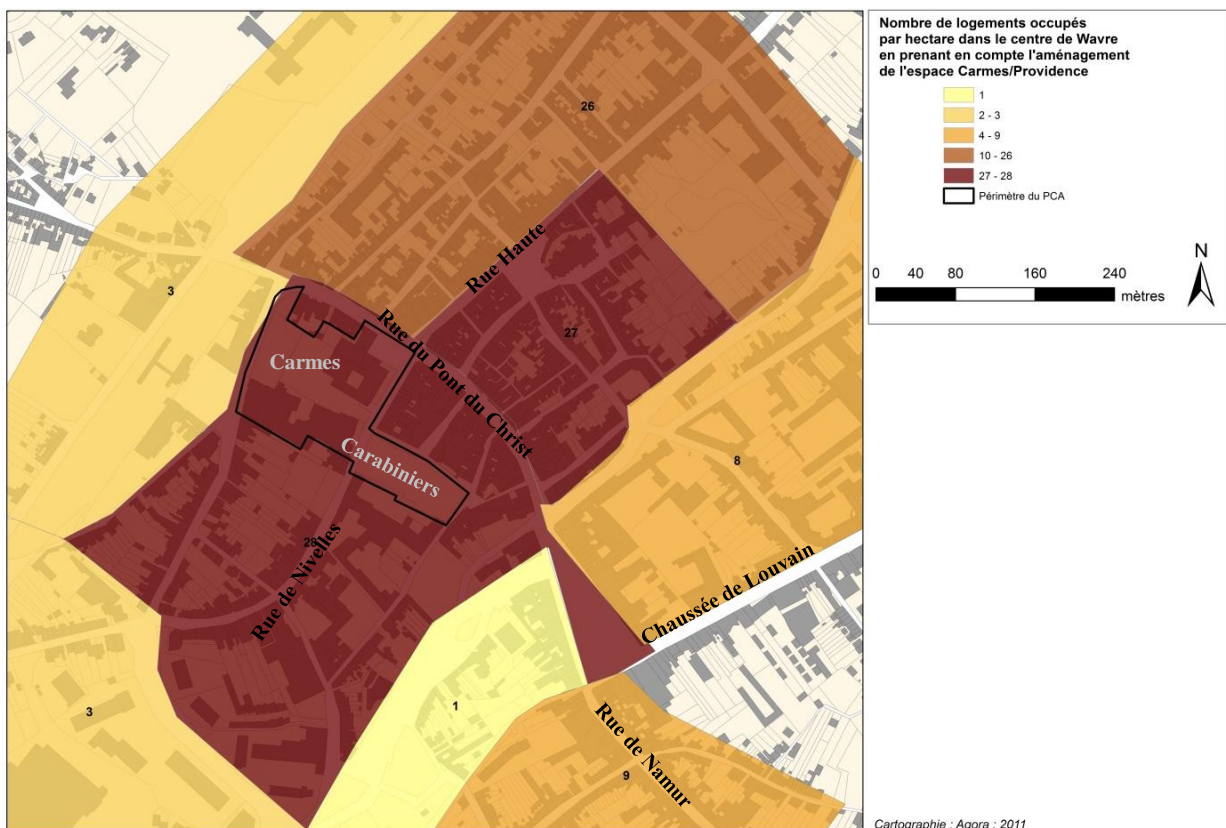 Nombre de logements occupés
par hectare dans le centre de Wavre
en prenant en compte l'aménagement
de l'espace Carmes/Providence
1
2 - 3
4 - 9
10 - 26
27 - 28
Périmètre du PCA
N
0 40 80 160 240
mètres
26
3
Rue Haute
27
Rue du Pont du Christ
Carmes
Carabiniers
8
28
Rue de Nivelles
Chaussée de Louvain
3
1
Rue de Namur
9
Cartographie : Agora : 2011